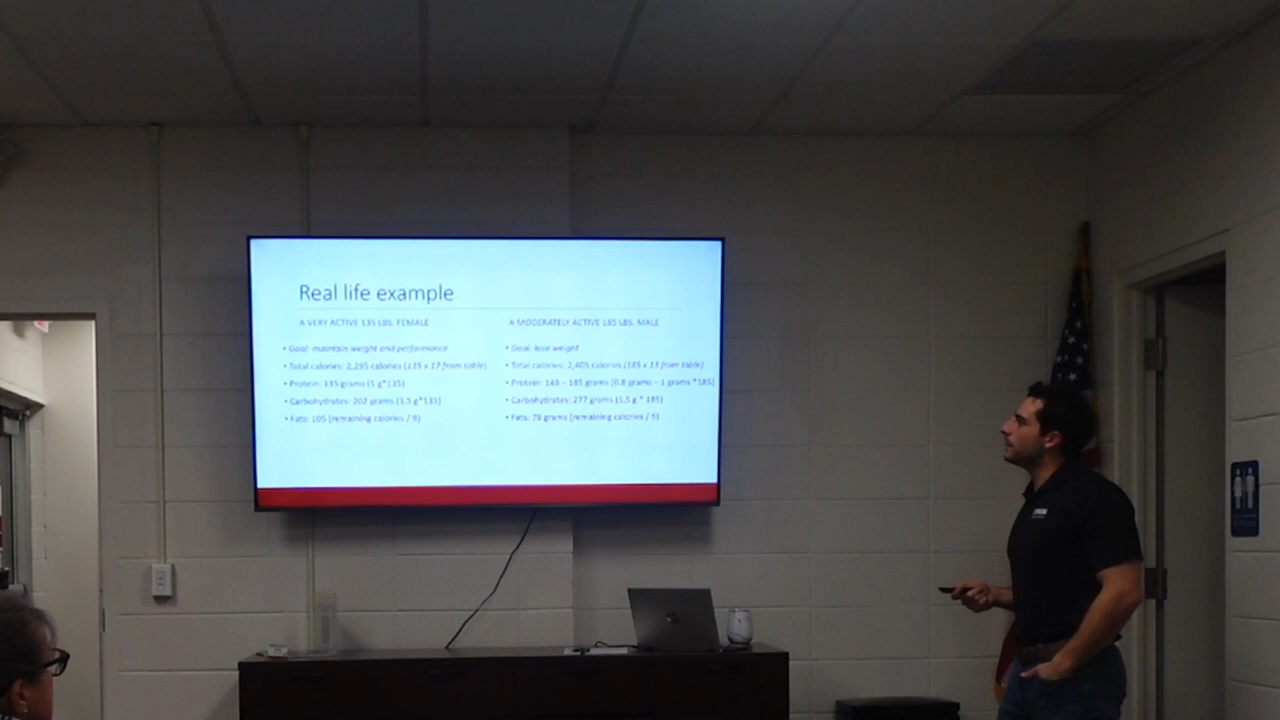 Real life example
A VERY ACTIVE 135 LBS. FEMALE
• Goal: maintain weight and performance
• Total calories: 2,295 calories (135 x 17 from table)
• Protein: 135 grams (1 g*135)
• Carbohydrates: 202 grams (1.5 g*135)
• Fats: 105 (remaining calories / 9)
A MODERATELY ACTIVE 185 LBS. MALE
• Goal: lose weight
• Total calories: 2,405 calories (185 x 13 from table)
• Protein: 148 – 185 grams (0.8 grams – 1 grams *185)
• Carbohydrates: 277 grams (1.5 g * 185)
• Fats: 78 grams (remaining calories / 9)